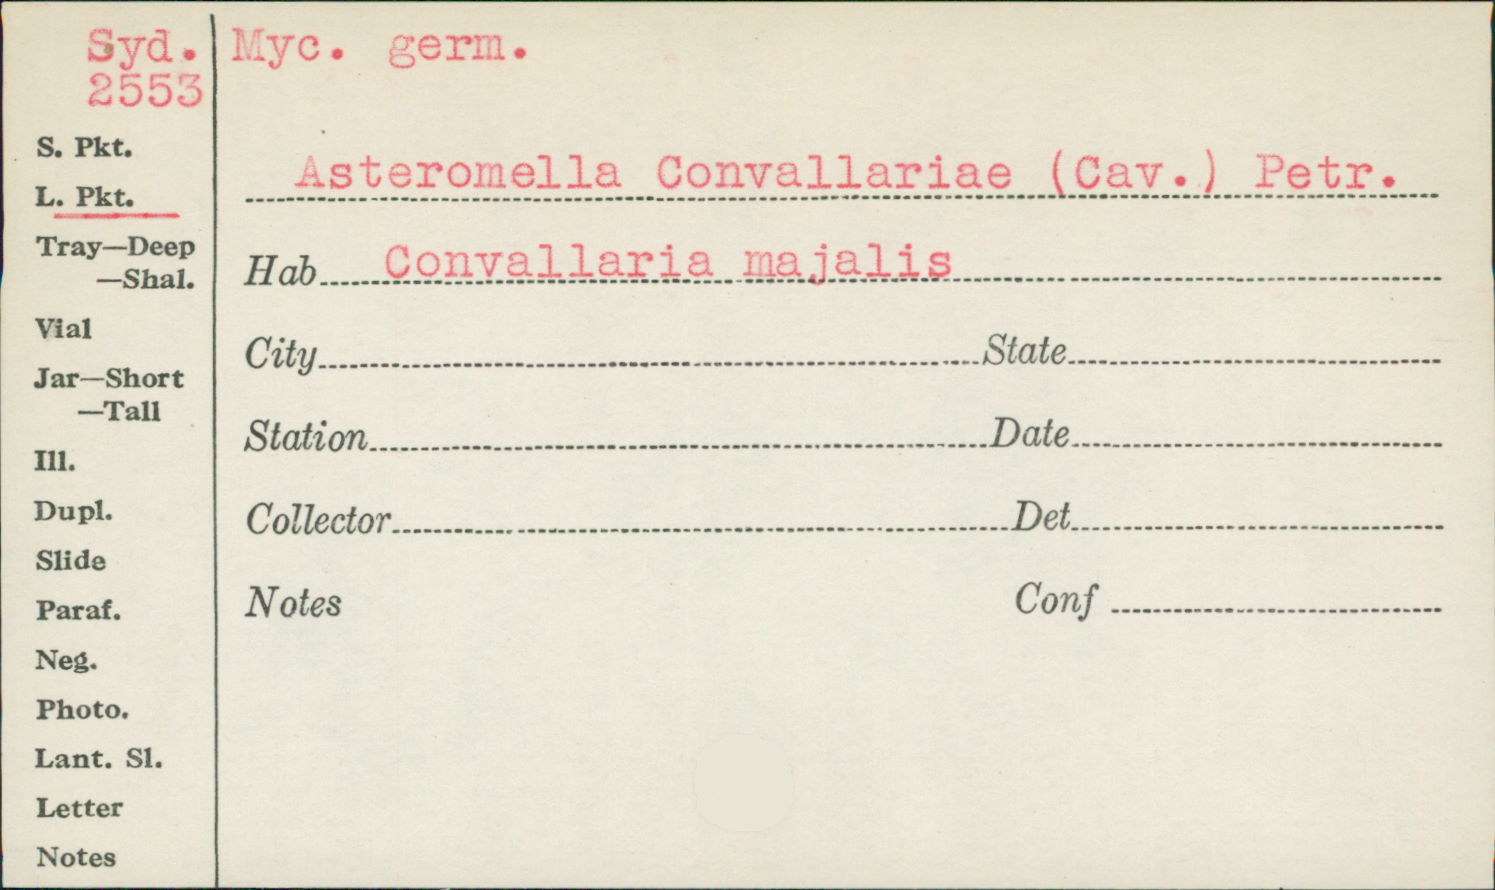 Syd. Myc. germ.
2553
S. Pkt.
L. Pkt.
Tray—Deep
—Shal.
Vial
Jar—Short
—Tall
Ill.
Dupl.
Slide
Paraf.
Neg.
Photo.
Lant. Sl.
Letter
Notes
Asteromella Convallariae (Cav.) Petr.
Hab Convallaria majalis
City State
Station Date
Collector Det
Notes Conf